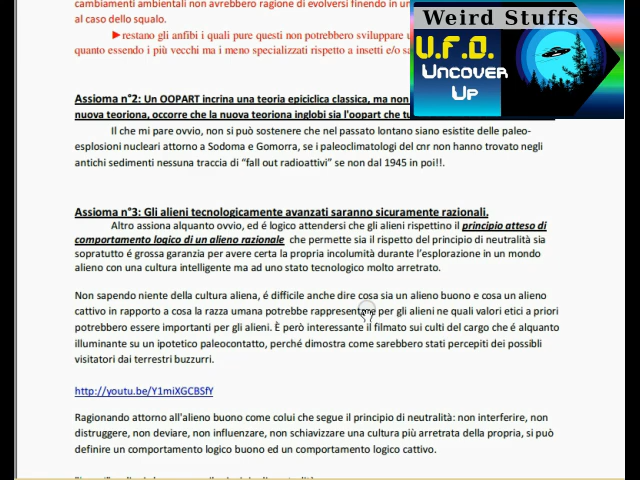 cambiamenti ambientali non avrebbero ragione di evolversi finendo in un
al caso dello squalo.
►restano gli anfibi i quali pure questi non potrebbero sviluppare u
quanto essendo i più vecchi ma i meno specializzati rispetto a insetti e/o sa
Weird Stuffs
U.F.O.
Uncover
Up
Assioma n°2: Un OOPART incrina una teoria epiciclica classica, ma non
nuova teoriona, occorre che la nuova teoriona inglobi sia l'oopart che tu
Il che mi pare ovvio, non si può sostenere che nel passato lontano siano esistite delle paleo-
esplosioni nucleari attorno a Sodoma e Gomorra, se i paleoclimatologi del cnr non hanno trovato negli
antichi sedimenti nessuna traccia di “fall out radioattivi” se non dal 1945 in poi!!.
Assioma n°3: Gli alieni tecnologicamente avanzati saranno sicuramente razionali.
Altro assiona alquanto ovvio, ed é logico attendersi che gli alieni rispettino il principio atteso di
comportamento logico di un alieno razionale che permette sia il rispetto del principio di neutralità sia
sopratutto é grossa garanzia per avere certa la propria incolumità durante l'esplorazione in un mondo
alieno con una cultura intelligente ma ad uno stato tecnologico molto arretrato.
Non sapendo niente della cultura aliena, é difficile anche dire cosa sia un alieno buono e cosa un alieno
cattivo in rapporto a cosa la razza umana potrebbe rappresentare per gli alieni ne quali valori etici a priori
potrebbero essere importanti per gli alieni. È però interessante il filmato sui culti del cargo che é alquanto
illuminante su un ipotetico paleocontatto, perché dimostra come sarebbero stati percepiti dei possibli
visitatori dai terrestri buzzurri.
http://youtu.be/Y1miXGCBSfY
Ragionando attorno all'alieno buono come colui che segue il principio di neutralità: non interferire, non
distruggere, non deviare, non influenzare, non schiavizzare una cultura più arretrata della propria, si può
definire un comportamento logico buono ed un comportamento logico cattivo.